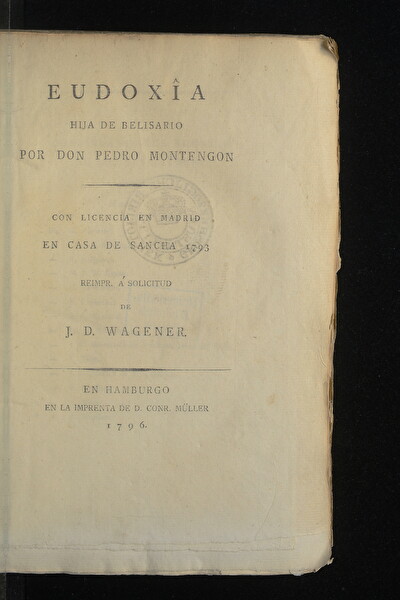 EUDOXÎA
HIJA DE BELISARIO
POR DON PEDRO MONTENGON
CON LICENCIA EN MADRID
EN CASA DE SANCHA 1793
REIMPR. Á SOLICITUD
DE
J. D. WAGENER.
EN HAMBURGO
EN LA IMPRENTA DE D. CONR. MÜLLER
1796.